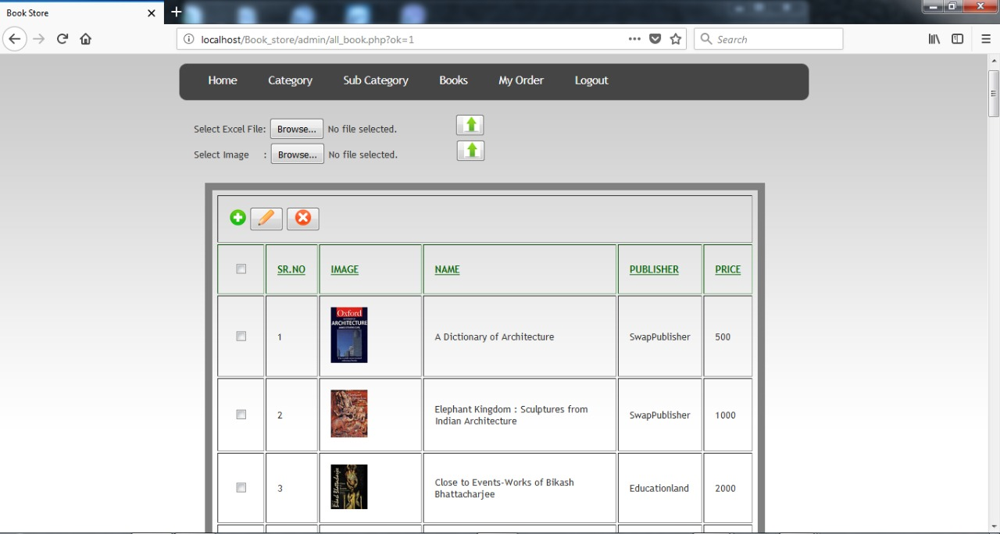 Book Store
localhost/Book_store/admin/all_book.php?ok=1
Search
Home Category Sub Category Books My Order Logout
Select Excel File: Browse... No file selected.
Select Image : Browse... No file selected.
SR.NO IMAGE NAME PUBLISHER PRICE
Oxford
ARCHITECTURE
1 A Dictionary of Architecture SwapPublisher 500
2 Elephant Kingdom : Sculptures from
Indian Architecture SwapPublisher 1000
Bikash Bhattacharjee
3 Close to Events-Works of Bikash
Bhattacharjee Educationland 2000